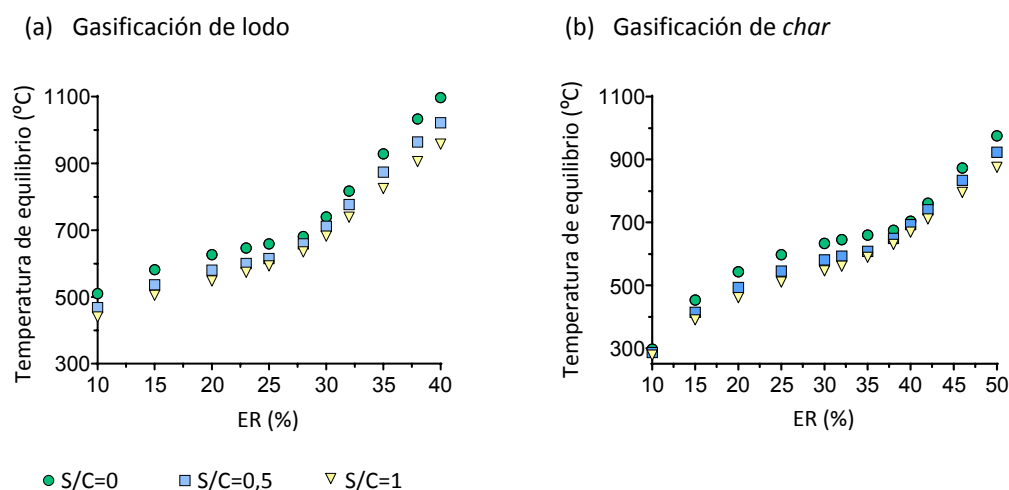 (a) Gasificación de lodo
(b) Gasificación de char
Temperatura de equilibrio (ºC)
1100
900
700
500
300
10 15 20 25 30 35 40
ER (%)
Temperatura de equilibrio (ºC)
1100
900
700
500
300
10 15 20 25 30 35 40 45 50
ER (%)
S/C=0 S/C=0,5 S/C=1